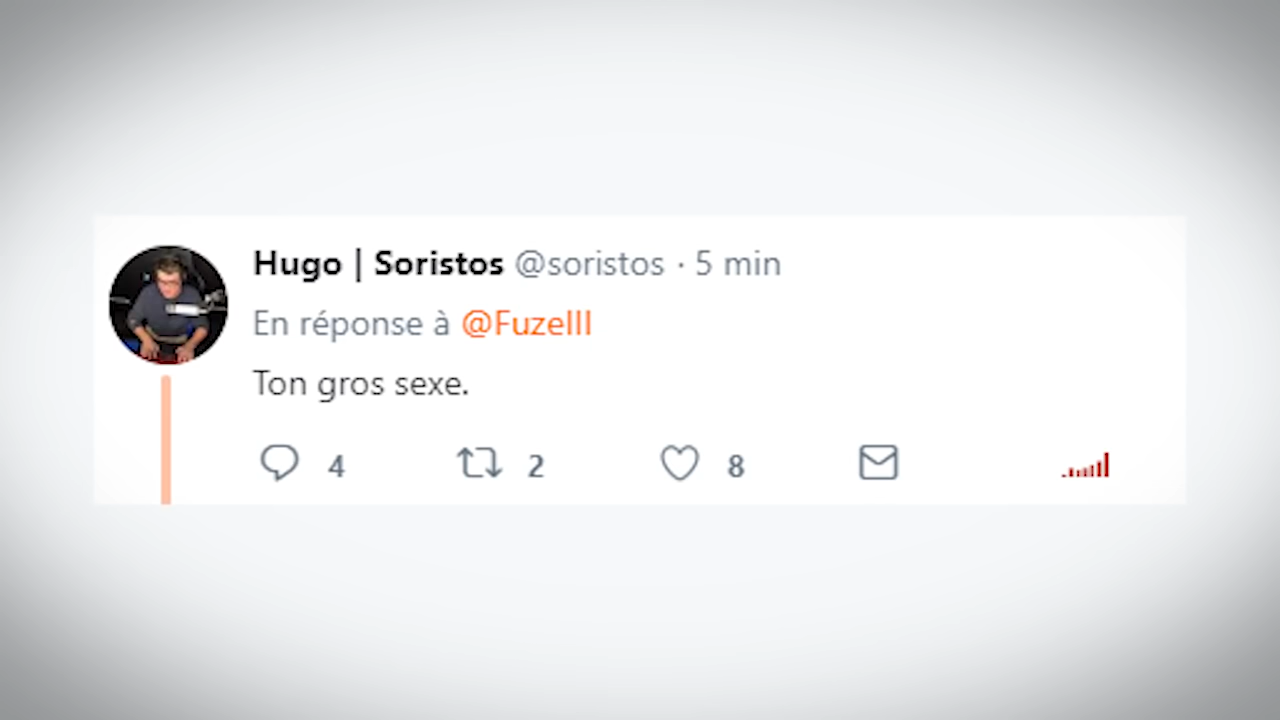 Hugo | Soristos @soristos · 5 min
En réponse à @Fuzelll
Ton gros sexe.
4 2 8